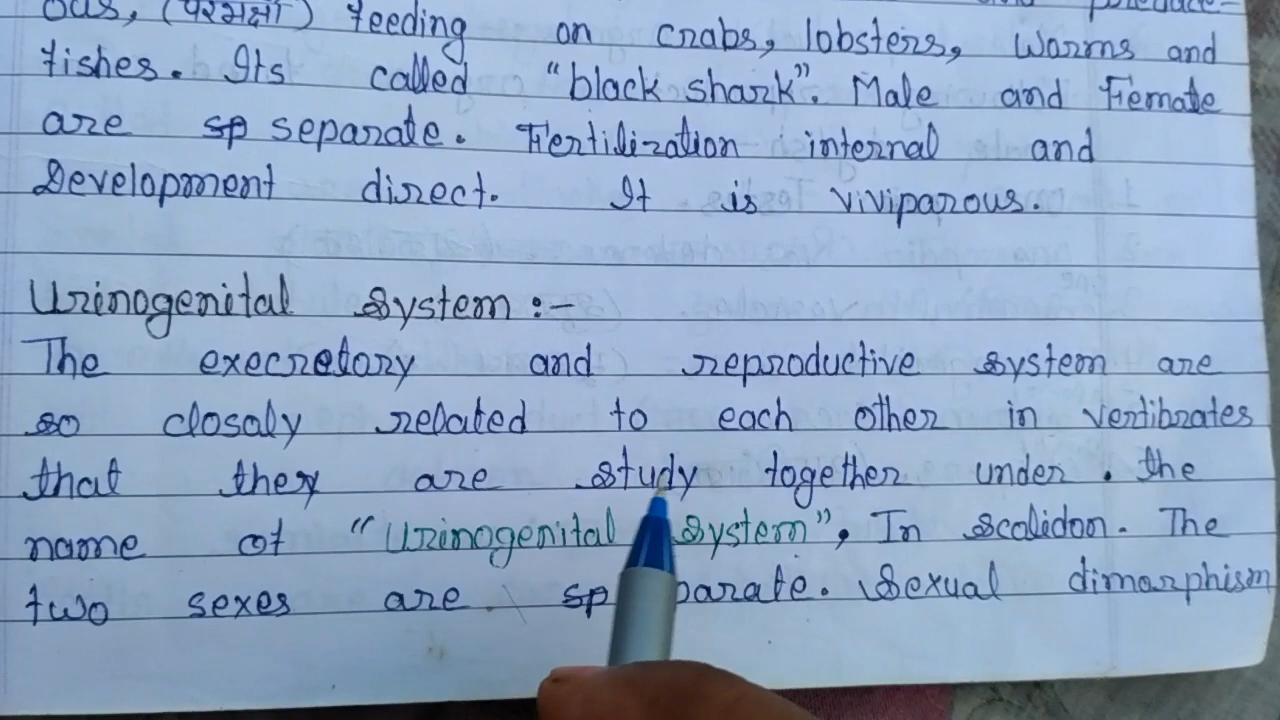 ous, (परभक्षी) feeding on crabs, lobsters, worms and
fishes. Its called "black shark". Male and Female
are sp separate. Fertilization internal and
Development direct. It is viviparous.
Urinogenital System :-
The execretory and reproductive system are
so closaly related to each other in vertibrates
that they are study together under . the
name of "Urinogenital System", In Scolidon. The
two sexes are sp parate. Sexual dimorphism